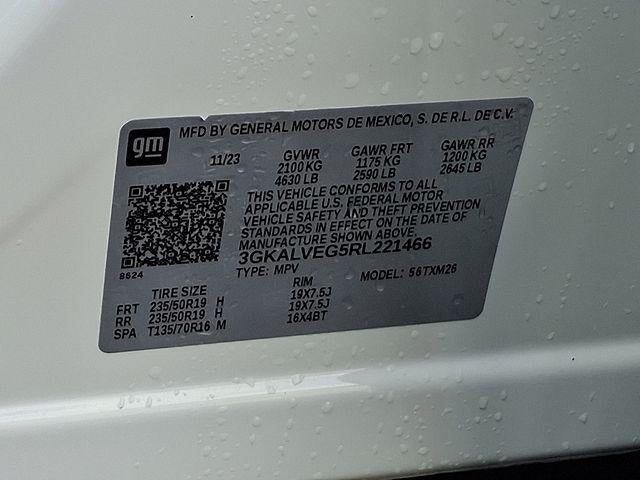 gm
MFD BY GENERAL MOTORS DE MEXICO, S. DE R.L. DE C.V.
11/23 GVWR GAWR FRT GAWR RR
2100 KG 1175 KG 1200 KG
4630 LB 2590 LB 2645 LB
THIS VEHICLE CONFORMS TO ALL
APPLICABLE U.S. FEDERAL MOTOR
VEHICLE SAFETY AND THEFT PREVENTION
STANDARDS IN EFFECT ON THE DATE OF
MANUFACTURE SHOWN ABOVE.
3GKALVEG5RL221466
8624
TYPE: MPV MODEL: 56TXM26
TIRE SIZE RIM
FRT 235/50R19 H 19X7.5J
RR 235/50R19 H 19X7.5J
SPA T135/70R16 M 16X4BT